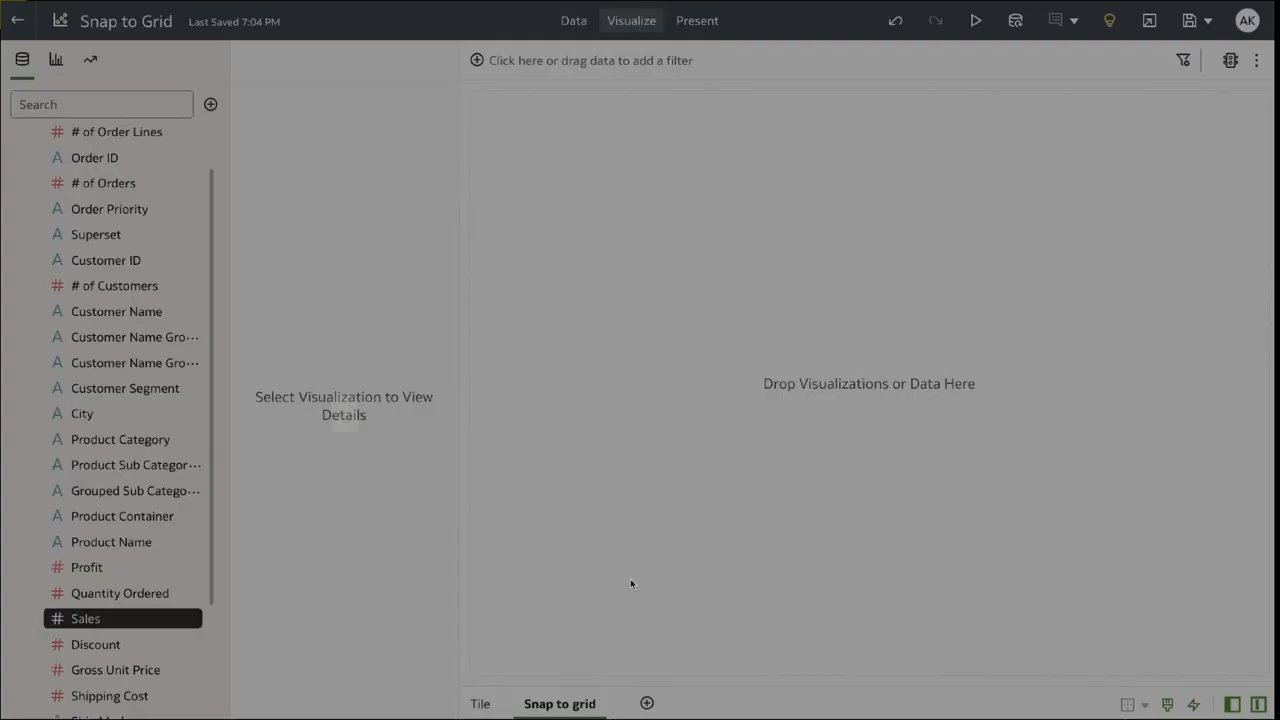 Snap to Grid Last Saved 7:04 PM Data Visualize Present AK
Click here or drag data to add a filter
Search
# of Order Lines
Order ID
# of Orders
Order Priority
Superset
Customer ID
# of Customers
Customer Name
Customer Name Gro···
Customer Name Gro···
Customer Segment
City
Product Category
Product Sub Categor···
Grouped Sub Catego···
Product Container
Product Name
Profit
Quantity Ordered
Sales
Discount
Gross Unit Price
Shipping Cost
Select Visualization to View
Details
Drop Visualizations or Data Here
Tile Snap to grid